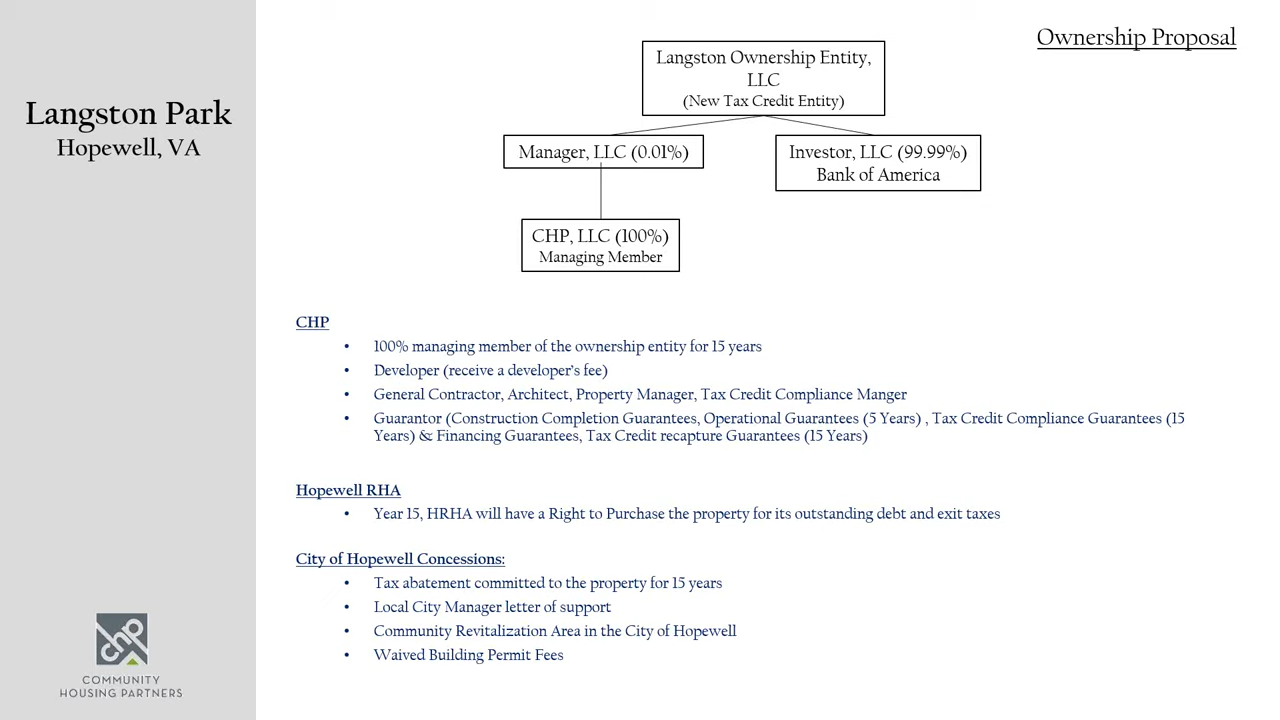 Ownership Proposal
Langston Park
Hopewell, VA
Langston Ownership Entity,
LLC
(New Tax Credit Entity)
Manager, LLC (0.01%)
Investor, LLC (99.99%)
Bank of America
CHP, LLC (100%)
Managing Member
CHP
• 100% managing member of the ownership entity for 15 years
• Developer (receive a developer's fee)
• General Contractor, Architect, Property Manager, Tax Credit Compliance Manger
• Guarantor (Construction Completion Guarantees, Operational Guarantees (5 Years) , Tax Credit Compliance Guarantees (15
Years) & Financing Guarantees, Tax Credit recapture Guarantees (15 Years)
Hopewell RHA
• Year 15, HRHA will have a Right to Purchase the property for its outstanding debt and exit taxes
City of Hopewell Concessions:
• Tax abatement committed to the property for 15 years
• Local City Manager letter of support
• Community Revitalization Area in the City of Hopewell
• Waived Building Permit Fees
chp
COMMUNITY
HOUSING PARTNERS